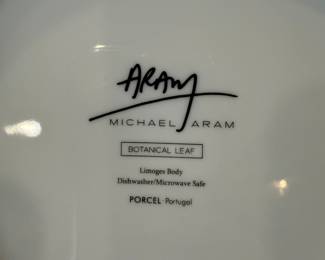 ARAM
MICHAEL ARAM
BOTANICAL LEAF
Limoges Body
Dishwasher/Microwave Safe
PORCEL · Portugal